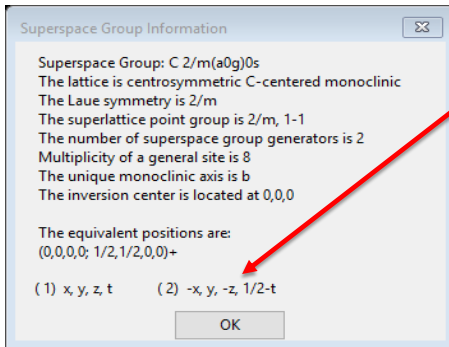 Superspace Group Information
Superspace Group: C 2/m(a0g)0s
The lattice is centrosymmetric C-centered monoclinic
The Laue symmetry is 2/m
The superlattice point group is 2/m, 1-1
The number of superspace group generators is 2
Multiplicity of a general site is 8
The unique monoclinic axis is b
The inversion center is located at 0,0,0
The equivalent positions are:
(0,0,0,0; 1/2,1/2,0,0)+
( 1) x, y, z, t ( 2) -x, y, -z, 1/2-t
OK